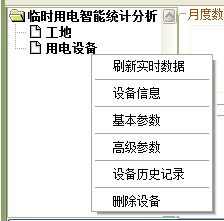 临时用电智能统计分析
月度数
工地
用电设备
刷新实时数据
设备信息
基本参数
高级参数
设备历史记录
删除设备